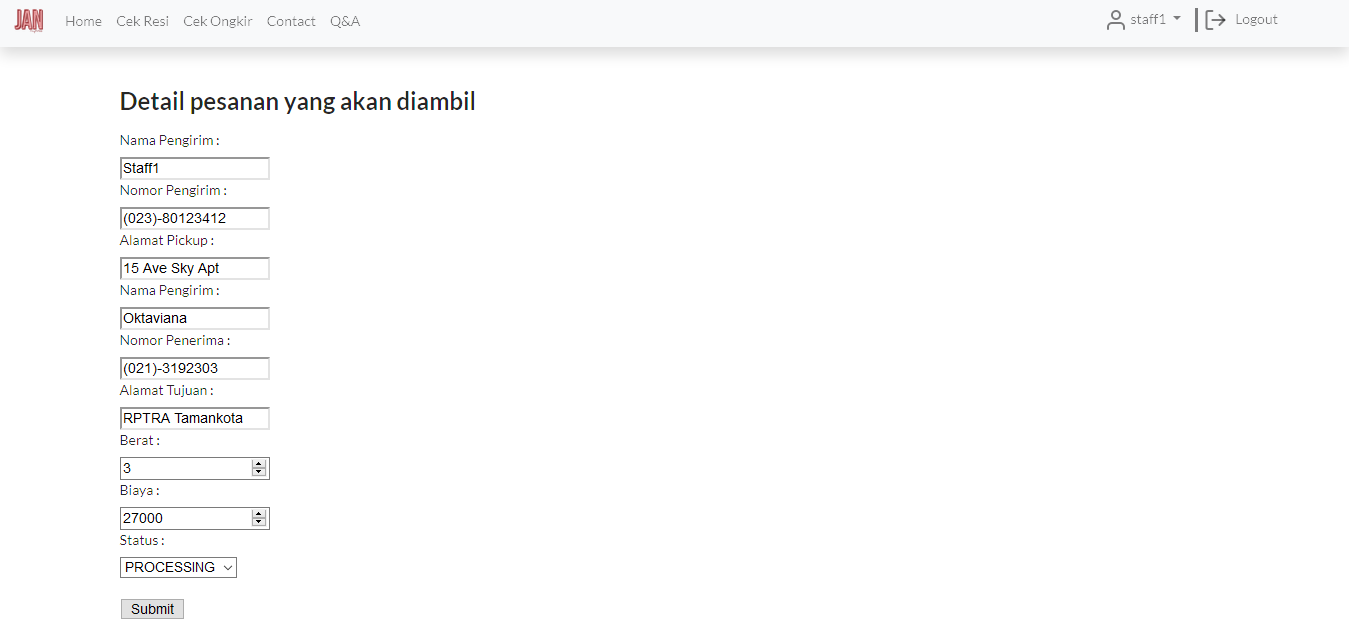 JAN Home Cek Resi Cek Ongkir Contact Q&A staff1 Logout
Detail pesanan yang akan diambil
Nama Pengirim :
Staff1
Nomor Pengirim :
(023)-80123412
Alamat Pickup :
15 Ave Sky Apt
Nama Pengirim :
Oktaviana
Nomor Penerima :
(021)-3192303
Alamat Tujuan :
RPTRA Tamankota
Berat :
3
Biaya :
27000
Status :
PROCESSING
Submit